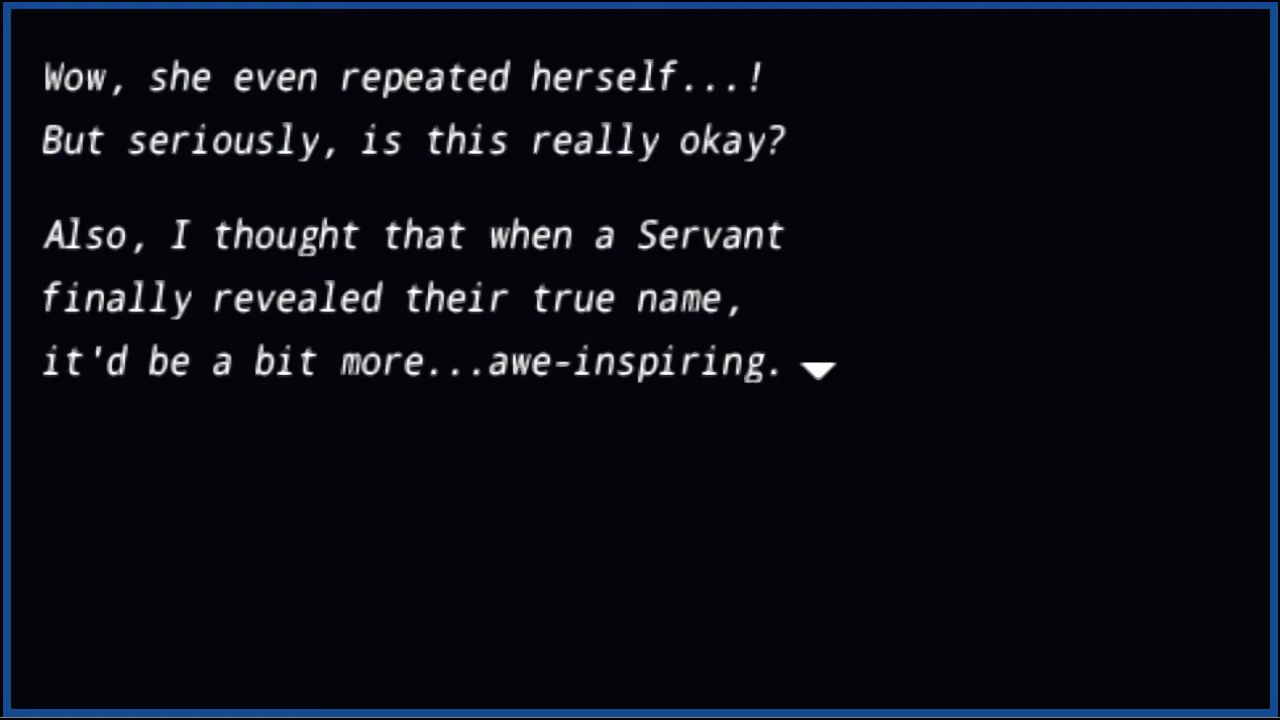 Wow, she even repeated herself...!
But seriously, is this really okay?
Also, I thought that when a Servant
finally revealed their true name,
it'd be a bit more...awe-inspiring.